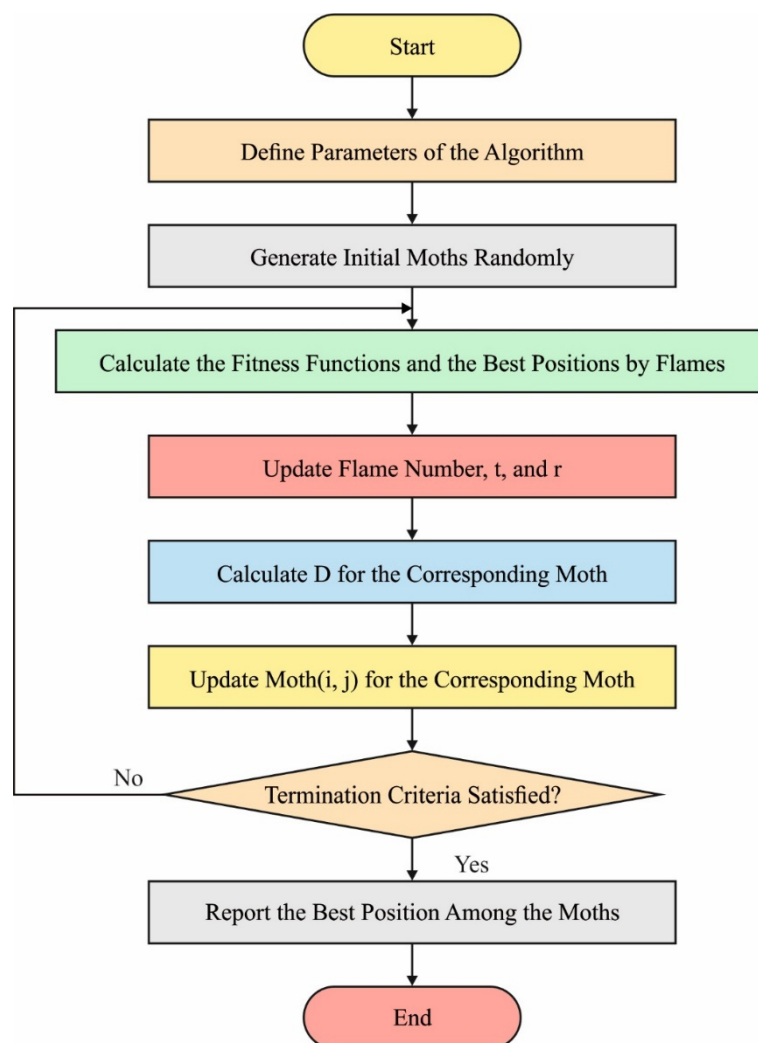 Start
Define Parameters of the Algorithm
Generate Initial Moths Randomly
Calculate the Fitness Functions and the Best Positions by Flames
Update Flame Number, t, and r
Calculate D for the Corresponding Moth
Update Moth(i, j) for the Corresponding Moth
No
Termination Criteria Satisfied?
Yes
Report the Best Position Among the Moths
End